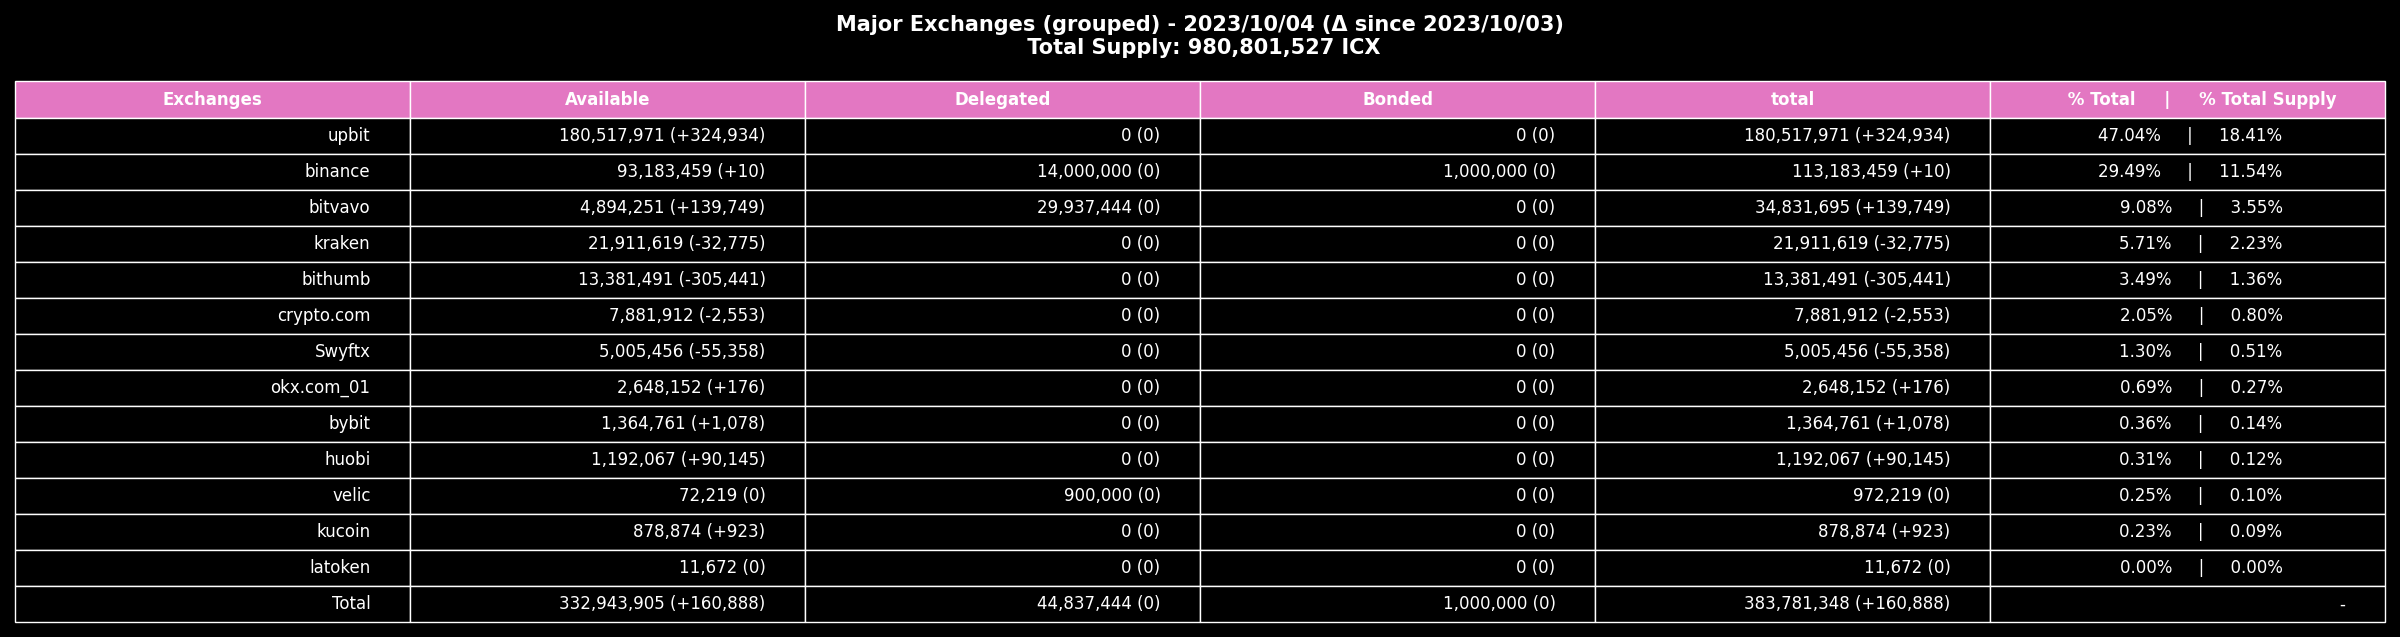 Major Exchanges (grouped) - 2023/10/04 (Δ since 2023/10/03)
Total Supply: 980,801,527 ICX
Exchanges Available Delegated Bonded total % Total | % Total Supply
upbit 180,517,971 (+324,934) 0 (0) 0 (0) 180,517,971 (+324,934) 47.04% | 18.41%
binance 93,183,459 (+10) 14,000,000 (0) 1,000,000 (0) 113,183,459 (+10) 29.49% | 11.54%
bitvavo 4,894,251 (+139,749) 29,937,444 (0) 0 (0) 34,831,695 (+139,749) 9.08% | 3.55%
kraken 21,911,619 (-32,775) 0 (0) 0 (0) 21,911,619 (-32,775) 5.71% | 2.23%
bithumb 13,381,491 (-305,441) 0 (0) 0 (0) 13,381,491 (-305,441) 3.49% | 1.36%
crypto.com 7,881,912 (-2,553) 0 (0) 0 (0) 7,881,912 (-2,553) 2.05% | 0.80%
Swyftx 5,005,456 (-55,358) 0 (0) 0 (0) 5,005,456 (-55,358) 1.30% | 0.51%
okx.com_01 2,648,152 (+176) 0 (0) 0 (0) 2,648,152 (+176) 0.69% | 0.27%
bybit 1,364,761 (+1,078) 0 (0) 0 (0) 1,364,761 (+1,078) 0.36% | 0.14%
huobi 1,192,067 (+90,145) 0 (0) 0 (0) 1,192,067 (+90,145) 0.31% | 0.12%
velic 72,219 (0) 900,000 (0) 0 (0) 972,219 (0) 0.25% | 0.10%
kucoin 878,874 (+923) 0 (0) 0 (0) 878,874 (+923) 0.23% | 0.09%
latoken 11,672 (0) 0 (0) 0 (0) 11,672 (0) 0.00% | 0.00%
Total 332,943,905 (+160,888) 44,837,444 (0) 1,000,000 (0) 383,781,348 (+160,888) -